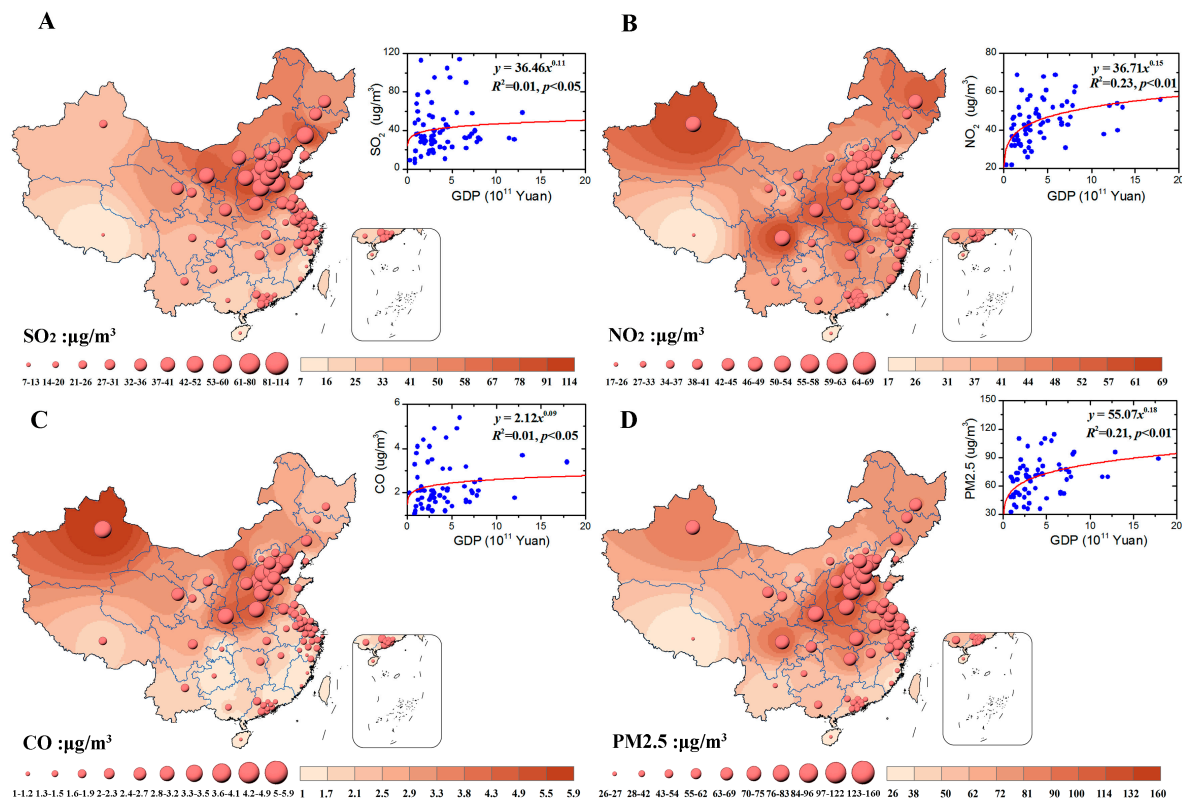 A
120
80
40
0
SO2 (ug/m3)
y = 36.46x^0.11
R2=0.01, p<0.05
0 5 10 15 20
GDP (10^11 Yuan)
SO2 :μg/m3
7-13 14-20 21-26 27-31 32-36 37-41 42-52 53-60 61-80 81-114
7 16 25 33 41 50 58 67 78 91 114
B
80
60
40
20
NO2 (ug/m3)
y = 36.71x^0.15
R2=0.23, p<0.01
0 5 10 15 20
GDP (10^11 Yuan)
NO2 :μg/m3
17-26 27-33 34-37 38-41 42-45 46-49 50-54 55-58 59-63 64-69
17 26 31 37 41 44 48 52 57 61 69
C
6
4
2
CO (ug/m3)
y = 2.12x^0.09
R2=0.01, p<0.05
0 5 10 15 20
GDP (10^11 Yuan)
CO :μg/m3
1-1.2 1.3-1.5 1.6-1.9 2-2.3 2.4-2.7 2.8-3.2 3.3-3.5 3.6-4.1 4.2-4.9 5-5.9
1 1.7 2.1 2.5 2.9 3.3 3.8 4.3 4.9 5.5 5.9
D
150
120
90
60
30
PM2.5 (ug/m3)
y = 55.07x^0.18
R2=0.21, p<0.01
0 5 10 15 20
GDP (10^11 Yuan)
PM2.5 :μg/m3
26-27 28-42 43-54 55-62 63-69 70-75 76-83 84-96 97-122 123-160
26 38 50 62 72 80 90 100 114 132 160